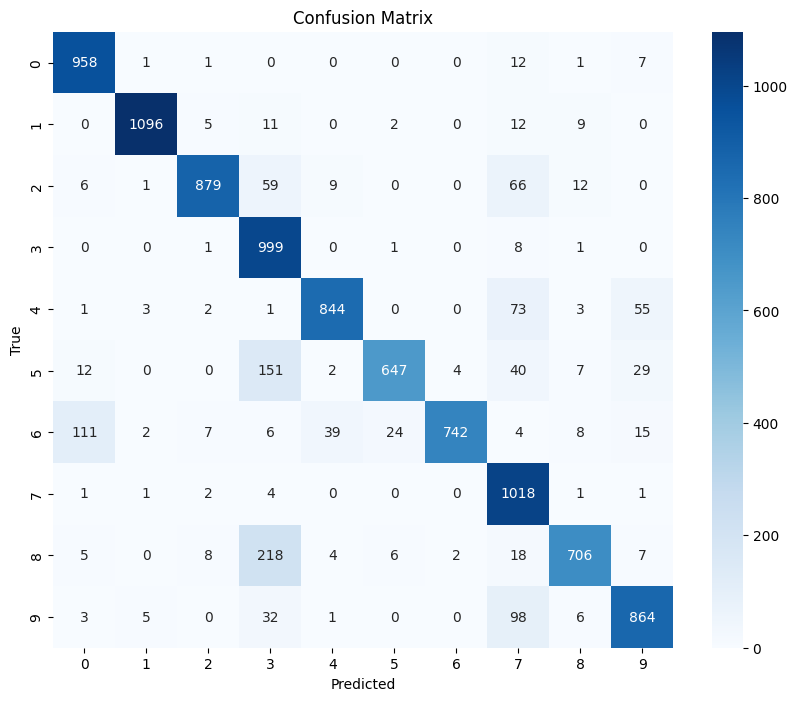 Confusion Matrix
0 958 1 1 0 0 0 0 12 1 7
1 0 1096 5 11 0 2 0 12 9 0
2 6 1 879 59 9 0 0 66 12 0
3 0 0 1 999 0 1 0 8 1 0
4 1 3 2 1 844 0 0 73 3 55
5 12 0 0 151 2 647 4 40 7 29
6 111 2 7 6 39 24 742 4 8 15
7 1 1 2 4 0 0 0 1018 1 1
8 5 0 8 218 4 6 2 18 706 7
9 3 5 0 32 1 0 0 98 6 864
0 1 2 3 4 5 6 7 8 9
Predicted
True
1000
800
600
400
200
0